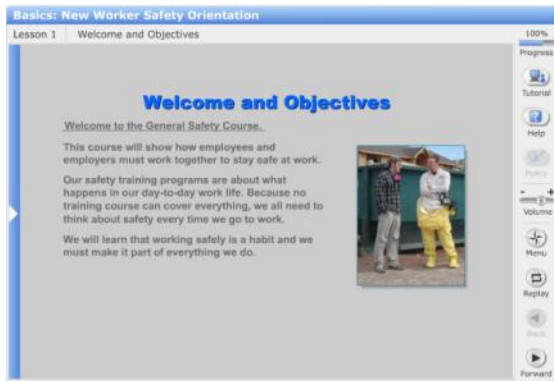 Basics: New Worker Safety Orientation
Lesson 1 Welcome and Objectives
100%
Progress
Welcome and Objectives
Welcome to the General Safety Course.
This course will show how employees and
employers must work together to stay safe at work.
Our safety training programs are about what
happens in our day-to-day work life. Because no
training course can cover everything, we all need to
think about safety every time we go to work.
We will learn that working safely is a habit and we
must make it part of everything we do.
Tutorial
Help
Policy
- +
Volume
Menu
Replay
Back
Forward